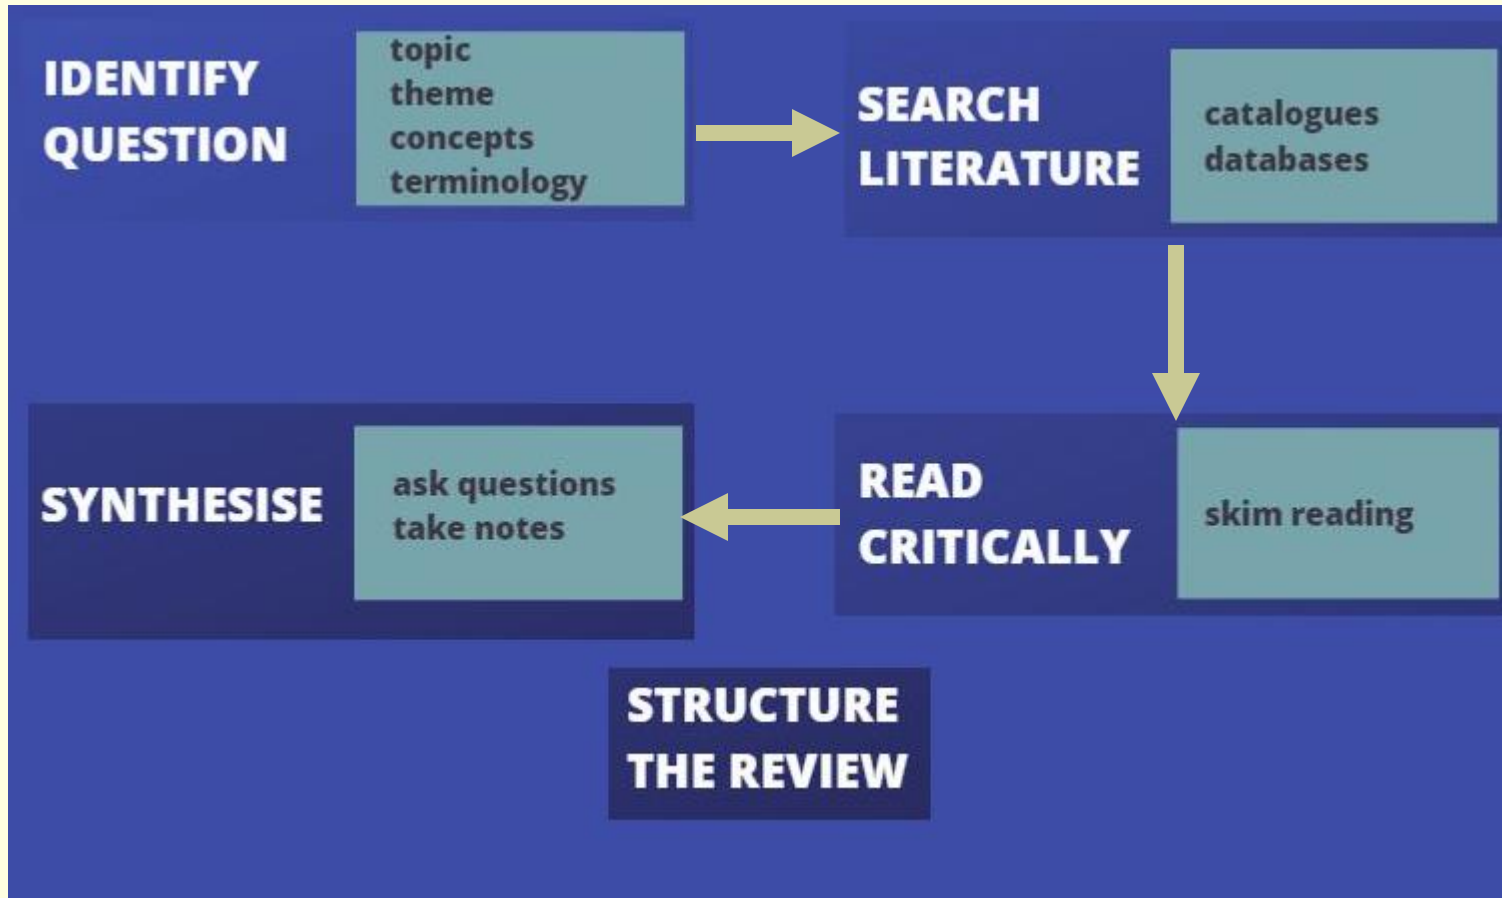 IDENTIFY
QUESTION
topic
theme
concepts
terminology
SEARCH
LITERATURE
catalogues
databases
READ
CRITICALLY
skim reading
SYNTHESISE
ask questions
take notes
STRUCTURE
THE REVIEW